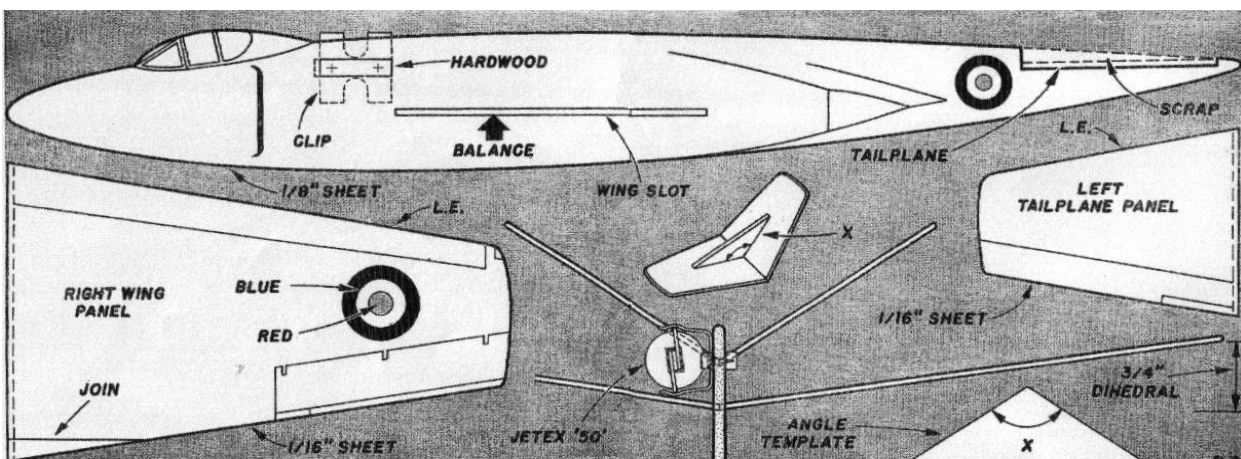 HARDWOOD
CLIP
BALANCE
WING SLOT
TAILPLANE
SCRAP
L.E.
1/8" SHEET
L.E.
LEFT
TAILPLANE PANEL
X
RIGHT WING
PANEL
BLUE
RED
1/16" SHEET
JOIN
1/16" SHEET
JETEX '50'
ANGLE
TEMPLATE
X
3/4"
DIHEDRAL